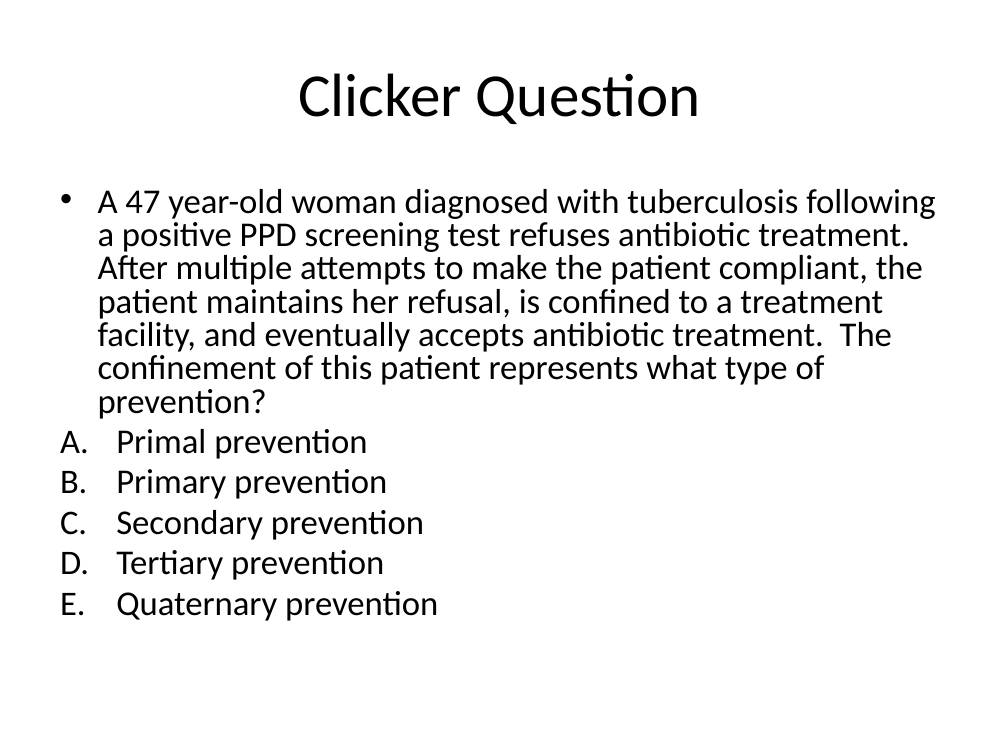 Clicker Question
• A 47 year-old woman diagnosed with tuberculosis following
a positive PPD screening test refuses antibiotic treatment.
After multiple attempts to make the patient compliant, the
patient maintains her refusal, is confined to a treatment
facility, and eventually accepts antibiotic treatment.  The
confinement of this patient represents what type of
prevention?
A. Primal prevention
B. Primary prevention
C. Secondary prevention
D. Tertiary prevention
E. Quaternary prevention